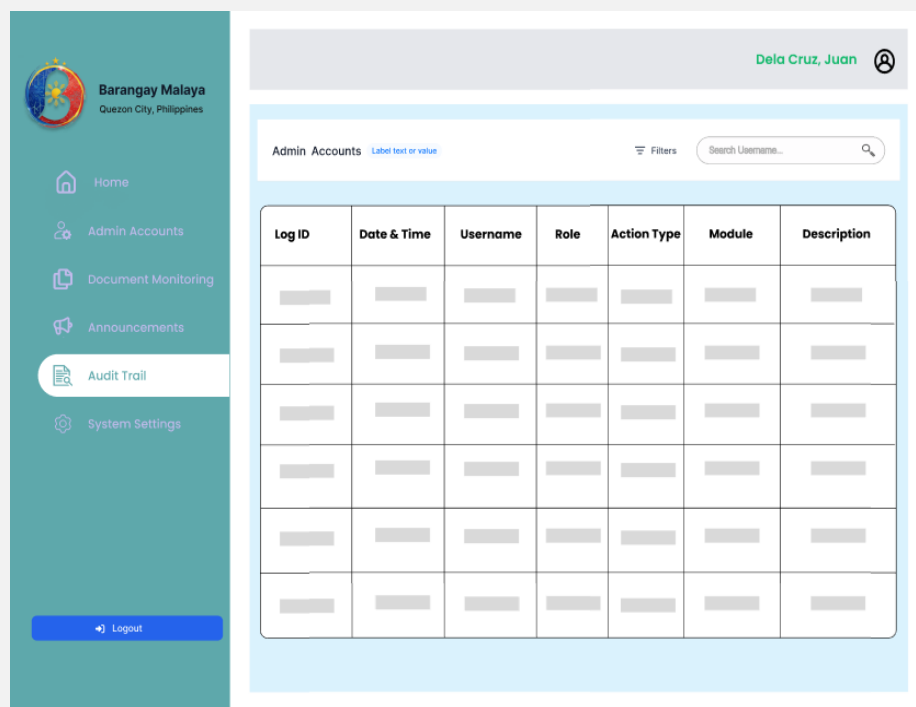 Barangay Malaya
Quezon City, Philippines
Home
Admin Accounts
Document Monitoring
Announcements
Audit Trail
System Settings
Logout
Dela Cruz, Juan
Admin Accounts Label text or value Filters Search Username...
Log ID Date & Time Username Role Action Type Module Description